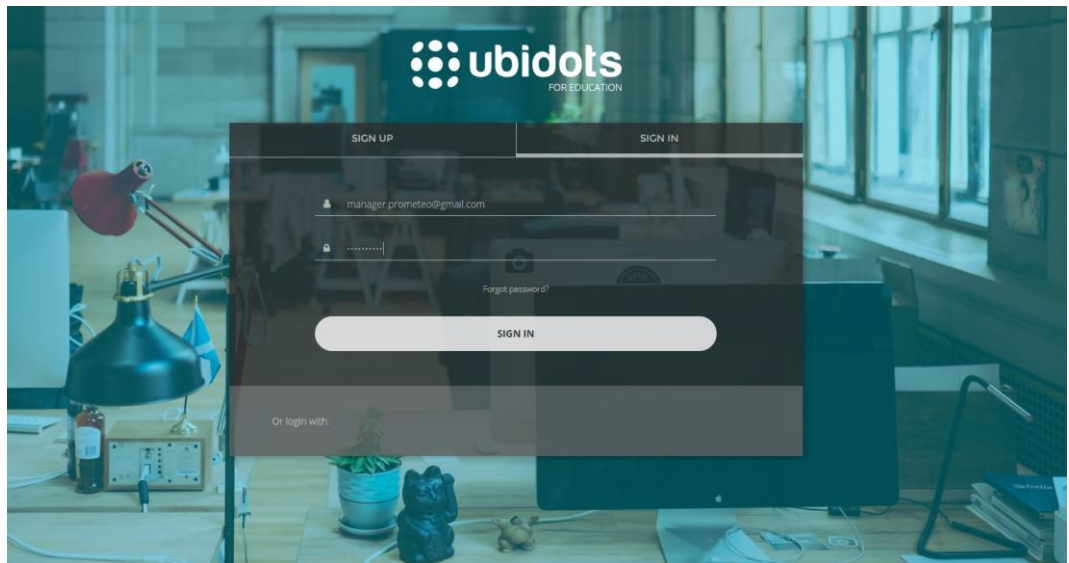 ubidots
FOR EDUCATION
SIGN UP
SIGN IN
manager.prometeo@gmail.com
..........
Forgot password?
SIGN IN
Or login with: